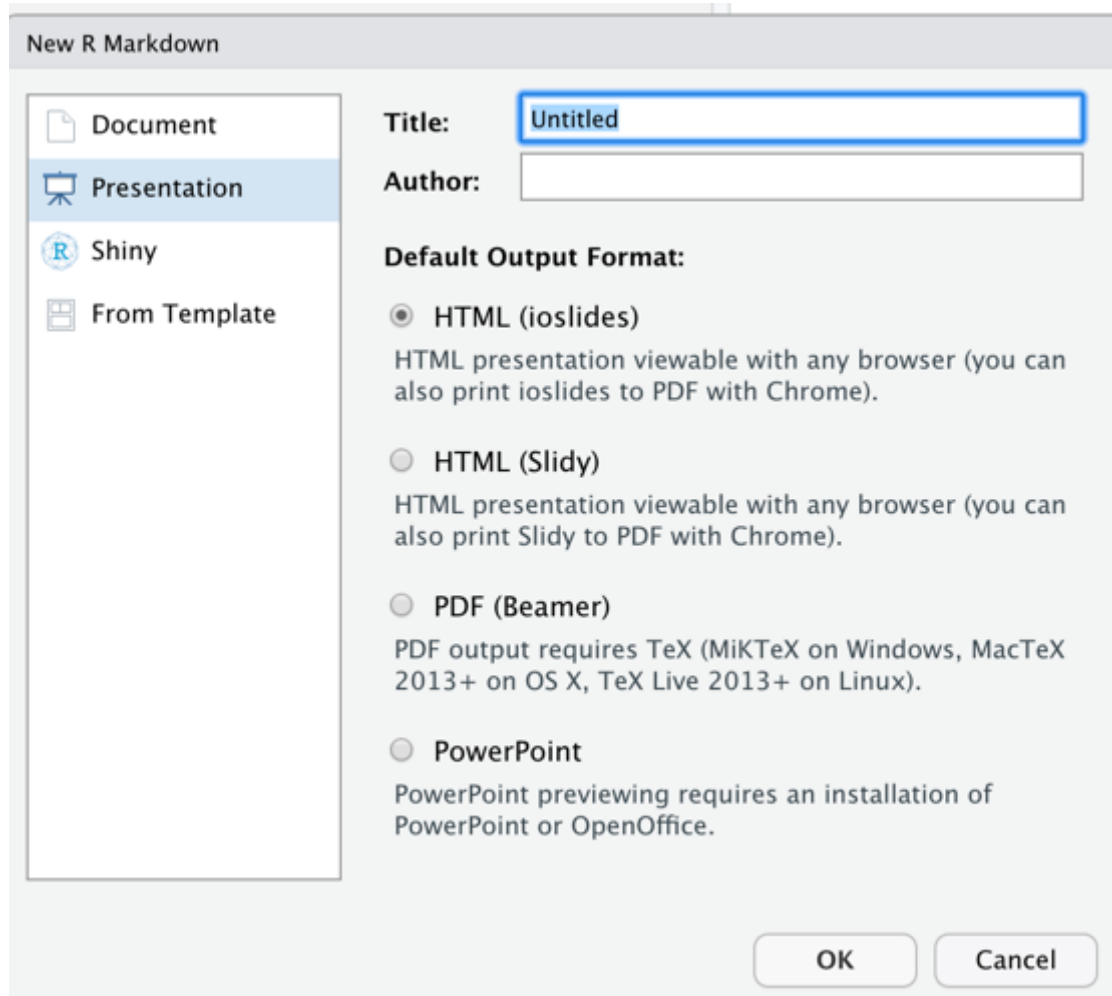 New R Markdown
Document
Presentation
Shiny
From Template
Title:
Untitled
Author:
Default Output Format:
HTML (ioslides)
HTML presentation viewable with any browser (you can
also print ioslides to PDF with Chrome).
HTML (Slidy)
HTML presentation viewable with any browser (you can
also print Slidy to PDF with Chrome).
PDF (Beamer)
PDF output requires TeX (MiKTeX on Windows, MacTeX
2013+ on OS X, TeX Live 2013+ on Linux).
PowerPoint
PowerPoint previewing requires an installation of
PowerPoint or OpenOffice.
OK
Cancel